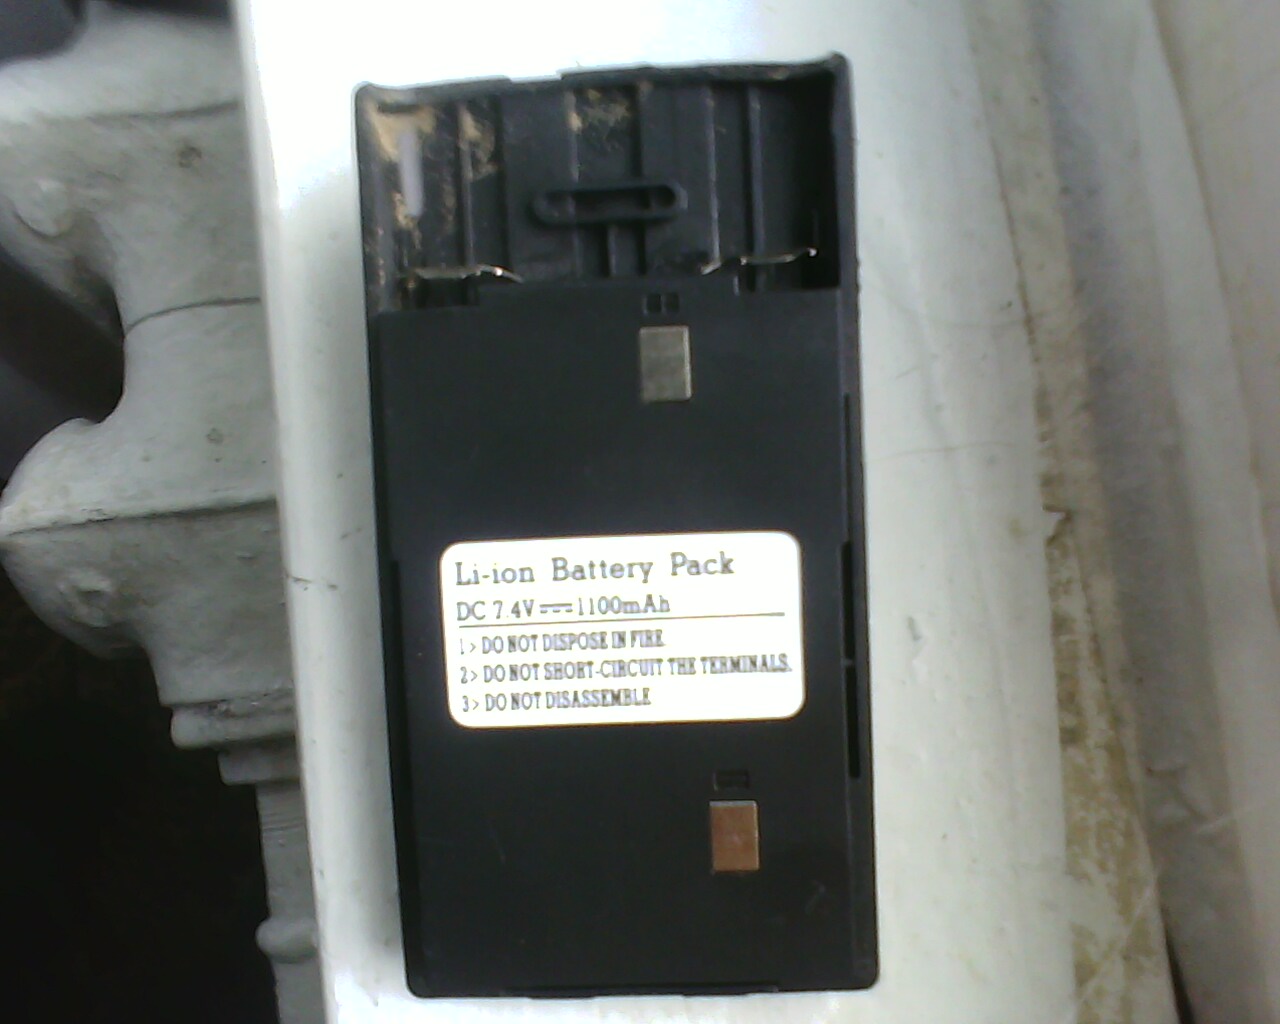 Li-ion Battery Pack
DC 7.4V ⎓ 1100mAh
1> DO NOT DISPOSE IN FIRE
2> DO NOT SHORT-CIRCUIT THE TERMINALS.
3> DO NOT DISASSEMBLE